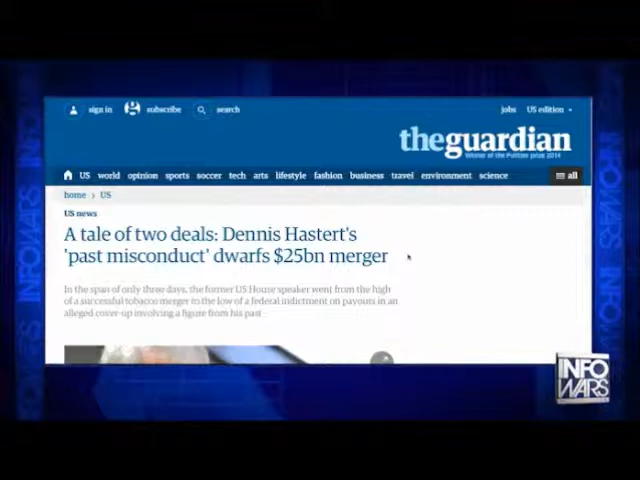 sign in subscribe search jobs US edition
theguardian
Winner of the Pulitzer prize 2014
US world opinion sports soccer tech arts lifestyle fashion business travel environment science all
home > US
US news
A tale of two deals: Dennis Hastert's
'past misconduct' dwarfs $25bn merger
In the span of only three days, the former US House speaker went from the high
of a successful tobacco merger to the low of a federal indictment on payouts in an
alleged cover-up involving a figure from his past
INFO
WARS
INFOWARS